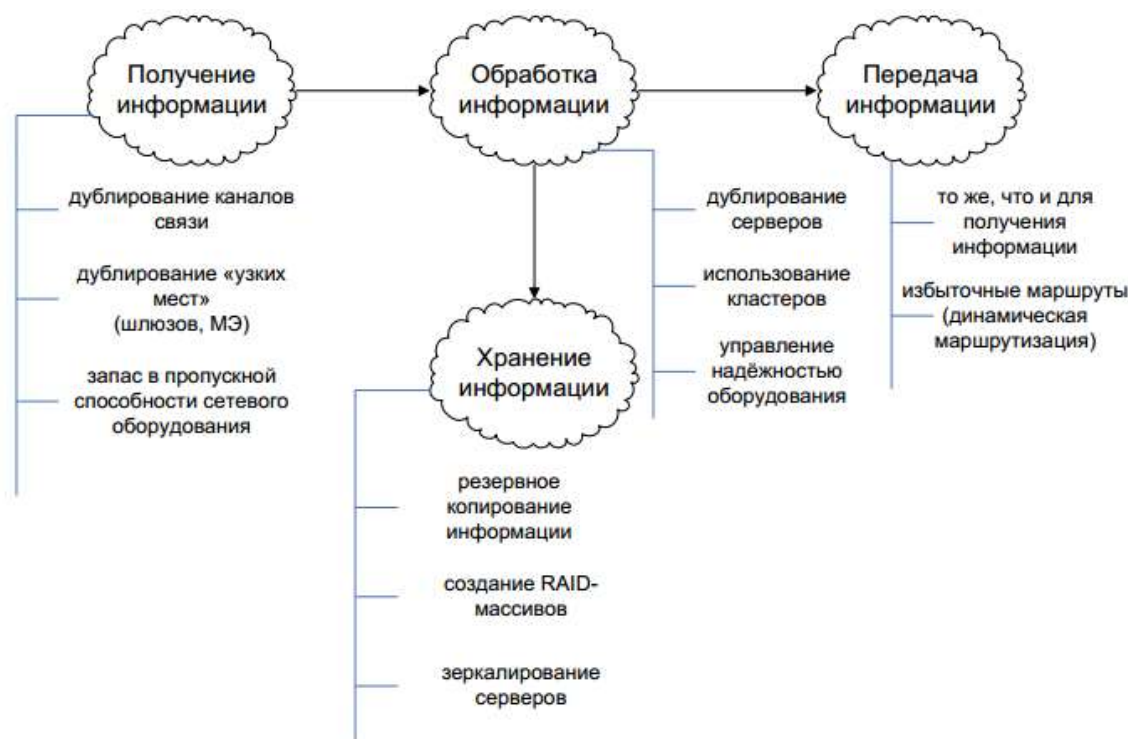 Получение
информации
Обработка
информации
Передача
информации
дублирование каналов
связи
дублирование «узких
мест»
(шлюзов, МЭ)
запас в пропускной
способности сетевого
оборудования
дублирование
серверов
использование
кластеров
управление
надёжностью
оборудования
то же, что и для
получения
информации
избыточные маршруты
(динамическая
маршрутизация)
Хранение
информации
резервное
копирование
информации
создание RAID-
массивов
зеркалирование
серверов